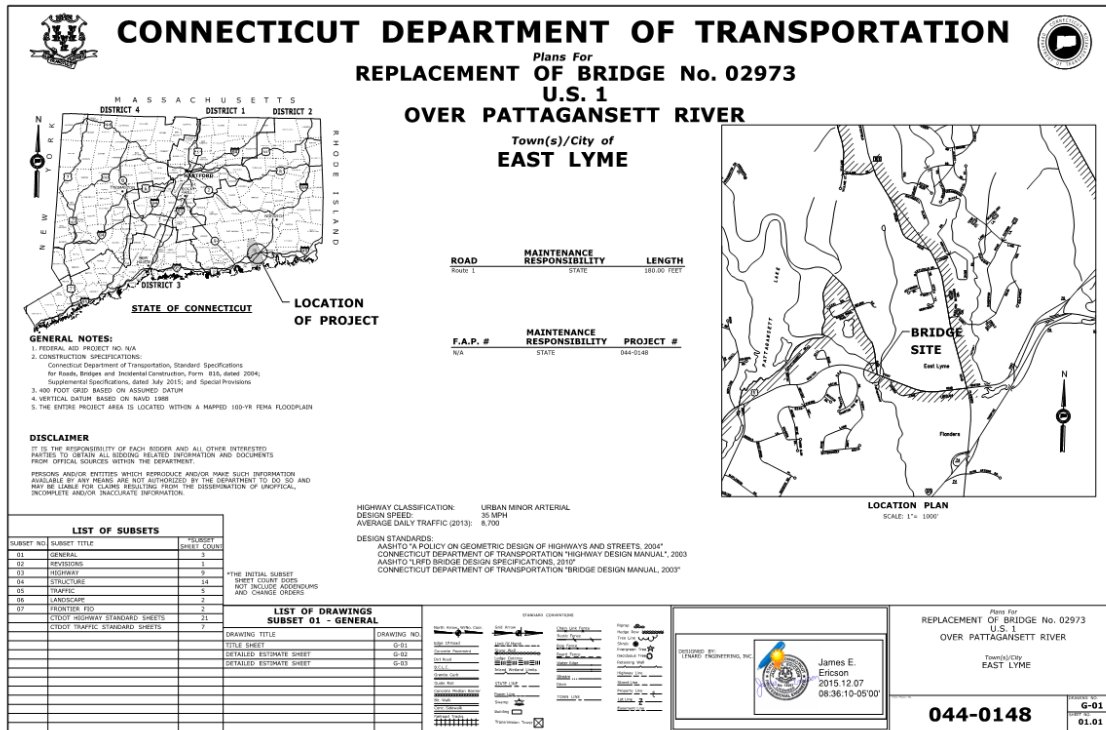 CONNECTICUT DEPARTMENT OF TRANSPORTATION
Plans For
REPLACEMENT OF BRIDGE No. 02973
U.S. 1
OVER PATTAGANSETT RIVER
Town(s)/City of
EAST LYME
MASSACHUSETTS
DISTRICT 4
DISTRICT 1
DISTRICT 2
N
NEW YORK
RHODE ISLAND
HARTFORD
DISTRICT 3
STATE OF CONNECTICUT
LOCATION
OF PROJECT
ROAD MAINTENANCE RESPONSIBILITY LENGTH
Route 1 STATE 180.00 FEET
F.A.P. # MAINTENANCE RESPONSIBILITY PROJECT #
N/A STATE 044-0148
LAKE
PATTAGANSETT
BRIDGE
SITE
East Lyme
Flanders
N
LOCATION PLAN
SCALE: 1"= 1000'
GENERAL NOTES:
1. FEDERAL AID PROJECT NO. N/A
2. CONSTRUCTION SPECIFICATIONS:
Connecticut Department of Transportation, Standard Specifications
for Roads, Bridges and Incidental Construction, Form 816, dated 2004;
Supplemental Specifications, dated July 2015; and Special Provisions
3. 400 FOOT GRID BASED ON ASSUMED DATUM
4. VERTICAL DATUM BASED ON NAVD 1988
5. THE ENTIRE PROJECT AREA IS LOCATED WITHIN A MAPPED 100-YR FEMA FLOODPLAIN
DISCLAIMER
IT IS THE RESPONSIBILITY OF EACH BIDDER AND ALL OTHER INTERESTED
PARTIES TO OBTAIN ALL BIDDING RELATED INFORMATION AND DOCUMENTS
FROM OFFICAL SOURCES WITHIN THE DEPARTMENT.
PERSONS AND/OR ENTITIES WHICH REPRODUCE AND/OR MAKE SUCH INFORMATION
AVAILABLE BY ANY MEANS ARE NOT AUTHORIZED BY THE DEPARTMENT TO DO SO AND
MAY BE LIABLE FOR CLAIMS RESULTING FROM THE DISSEMINATION OF UNOFFICAL,
INCOMPLETE AND/OR INACCURATE INFORMATION.
HIGHWAY CLASSIFICATION: URBAN MINOR ARTERIAL
DESIGN SPEED: 35 MPH
AVERAGE DAILY TRAFFIC (2013): 8,700
DESIGN STANDARDS:
AASHTO "A POLICY ON GEOMETRIC DESIGN OF HIGHWAYS AND STREETS, 2004"
CONNECTICUT DEPARTMENT OF TRANSPORTATION "HIGHWAY DESIGN MANUAL", 2003
AASHTO "LRFD BRIDGE DESIGN SPECIFICATIONS, 2010"
CONNECTICUT DEPARTMENT OF TRANSPORTATION "BRIDGE DESIGN MANUAL, 2003"
LIST OF SUBSETS
SUBSET NO. SUBSET TITLE *SUBSET SHEET COUNT
01 GENERAL 3
02 REVISIONS 1
03 HIGHWAY 9
04 STRUCTURE 14
05 TRAFFIC 5
06 LANDSCAPE 2
07 FRONTIER FIO 2
CTDOT HIGHWAY STANDARD SHEETS 21
CTDOT TRAFFIC STANDARD SHEETS 7
*THE INITIAL SUBSET
SHEET COUNT DOES
NOT INCLUDE ADDENDUMS
AND CHANGE ORDERS
LIST OF DRAWINGS
SUBSET 01 - GENERAL
DRAWING TITLE DRAWING NO.
TITLE SHEET G-01
DETAILED ESTIMATE SHEET G-02
DETAILED ESTIMATE SHEET G-03
STANDARD CONVENTIONS
STATE LINE
TOWN LINE
Building
Transmission Tower
DESIGNED BY:
LENARD ENGINEERING, INC.
James E.
Ericson
2015.12.07
08:36:10-05'00'
Plans For
REPLACEMENT OF BRIDGE No. 02973
U.S. 1
OVER PATTAGANSETT RIVER
Town(s)/City
EAST LYME
044-0148
DRAWING NO.
G-01
SHEET NO.
01.01